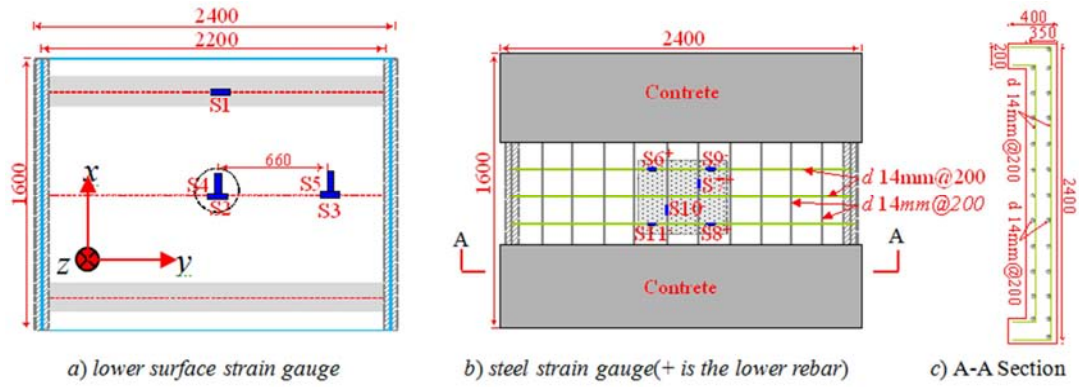 2400
2200
1600
S1
660
S4
S5
S2
S3
x
z
y
a) lower surface strain gauge
2400
1600
Contrete
S6+
S9
S7+
S10
S11
S8+
d 14mm@200
d 14mm@200
A
A
Contrete
b) steel strain gauge(+ is the lower rebar)
400
350
200
d 14mm@200
d 14mm@200
2400
c) A-A Section